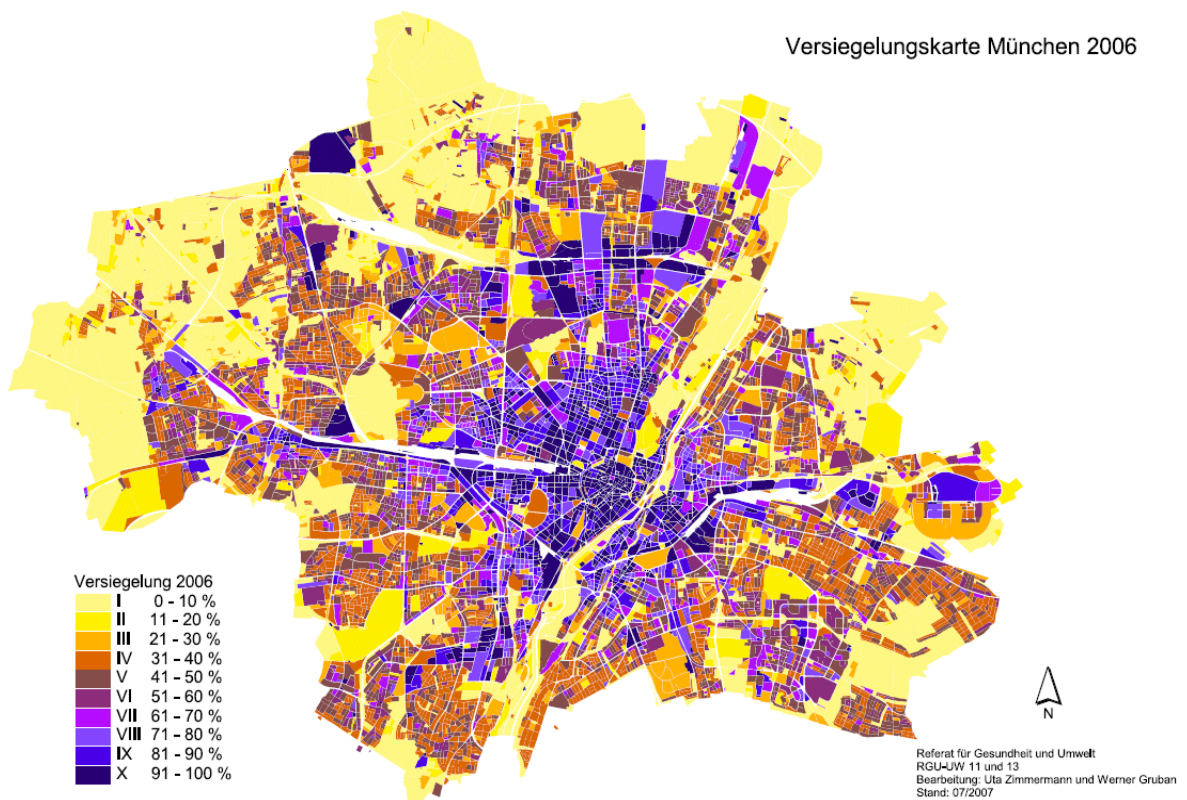 Versiegelungskarte München 2006
Versiegelung 2006
I 0 - 10 %
II 11 - 20 %
III 21 - 30 %
IV 31 - 40 %
V 41 - 50 %
VI 51 - 60 %
VII 61 - 70 %
VIII 71 - 80 %
IX 81 - 90 %
X 91 - 100 %
N
Referat für Gesundheit und Umwelt
RGU-UW 11 und 13
Bearbeitung: Uta Zimmermann und Werner Gruban
Stand: 07/2007